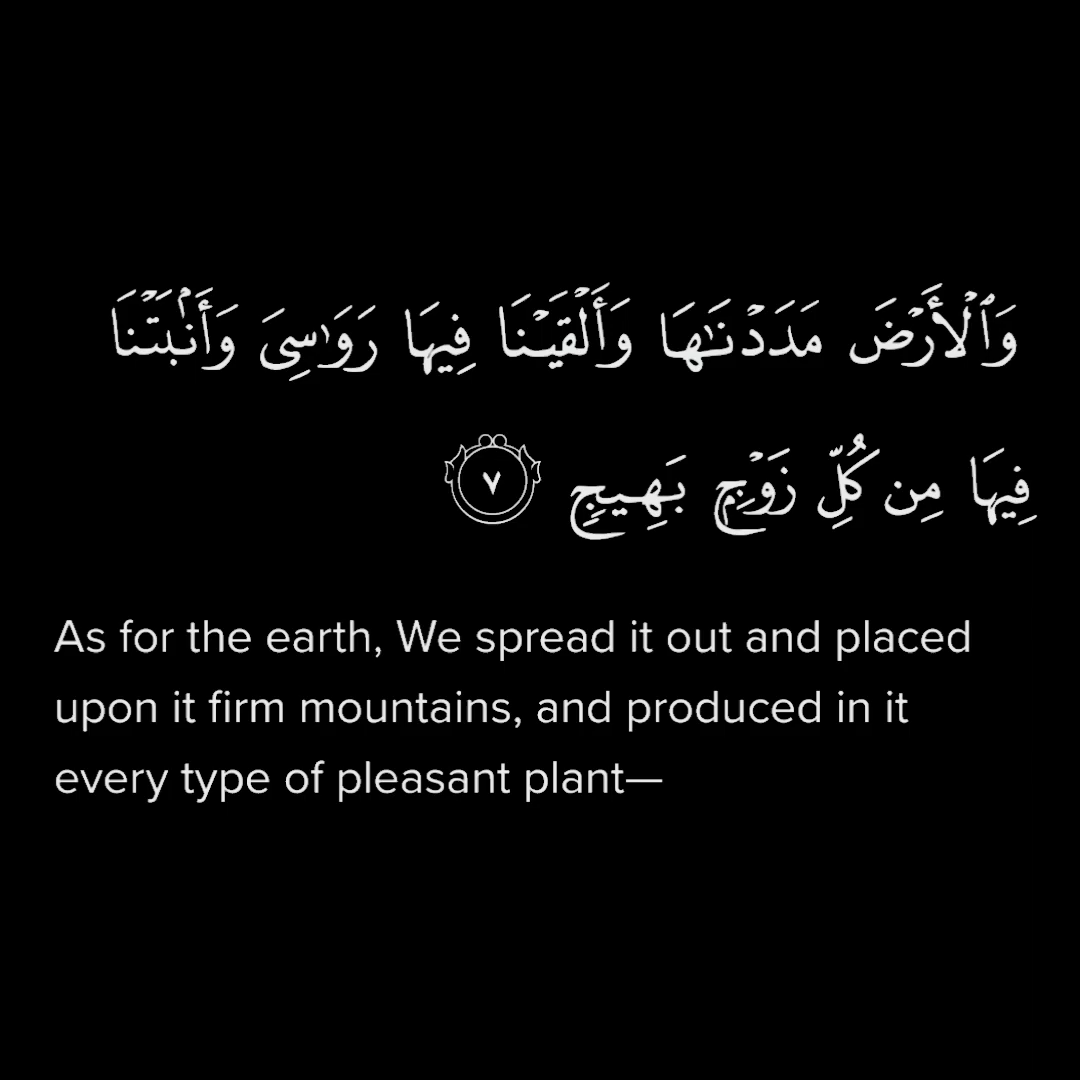 وَٱلْأَرْضَ مَدَدْنَـٰهَا وَأَلْقَيْنَا فِيهَا رَوَٰسِىَ وَأَنۢبَتْنَا
فِيهَا مِن كُلِّ زَوْجٍۭ بَهِيجٍ ٧
As for the earth, We spread it out and placed
upon it firm mountains, and produced in it
every type of pleasant plant—